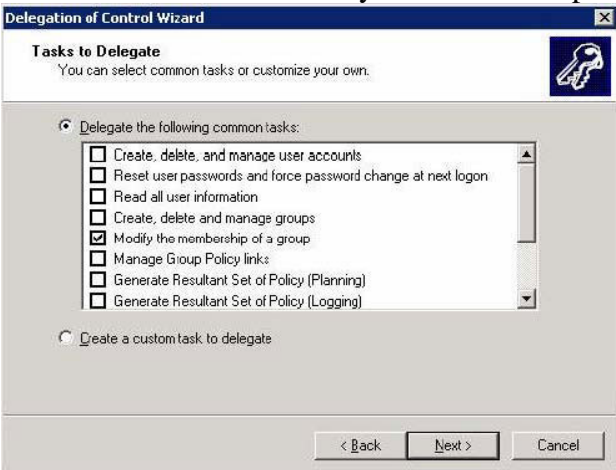 Delegation of Control Wizard
Tasks to Delegate
You can select common tasks or customize your own.
Delegate the following common tasks:
Create, delete, and manage user accounts
Reset user passwords and force password change at next logon
Read all user information
Create, delete and manage groups
Modify the membership of a group
Manage Group Policy links
Generate Resultant Set of Policy (Planning)
Generate Resultant Set of Policy (Logging)
Create a custom task to delegate
< Back Next > Cancel